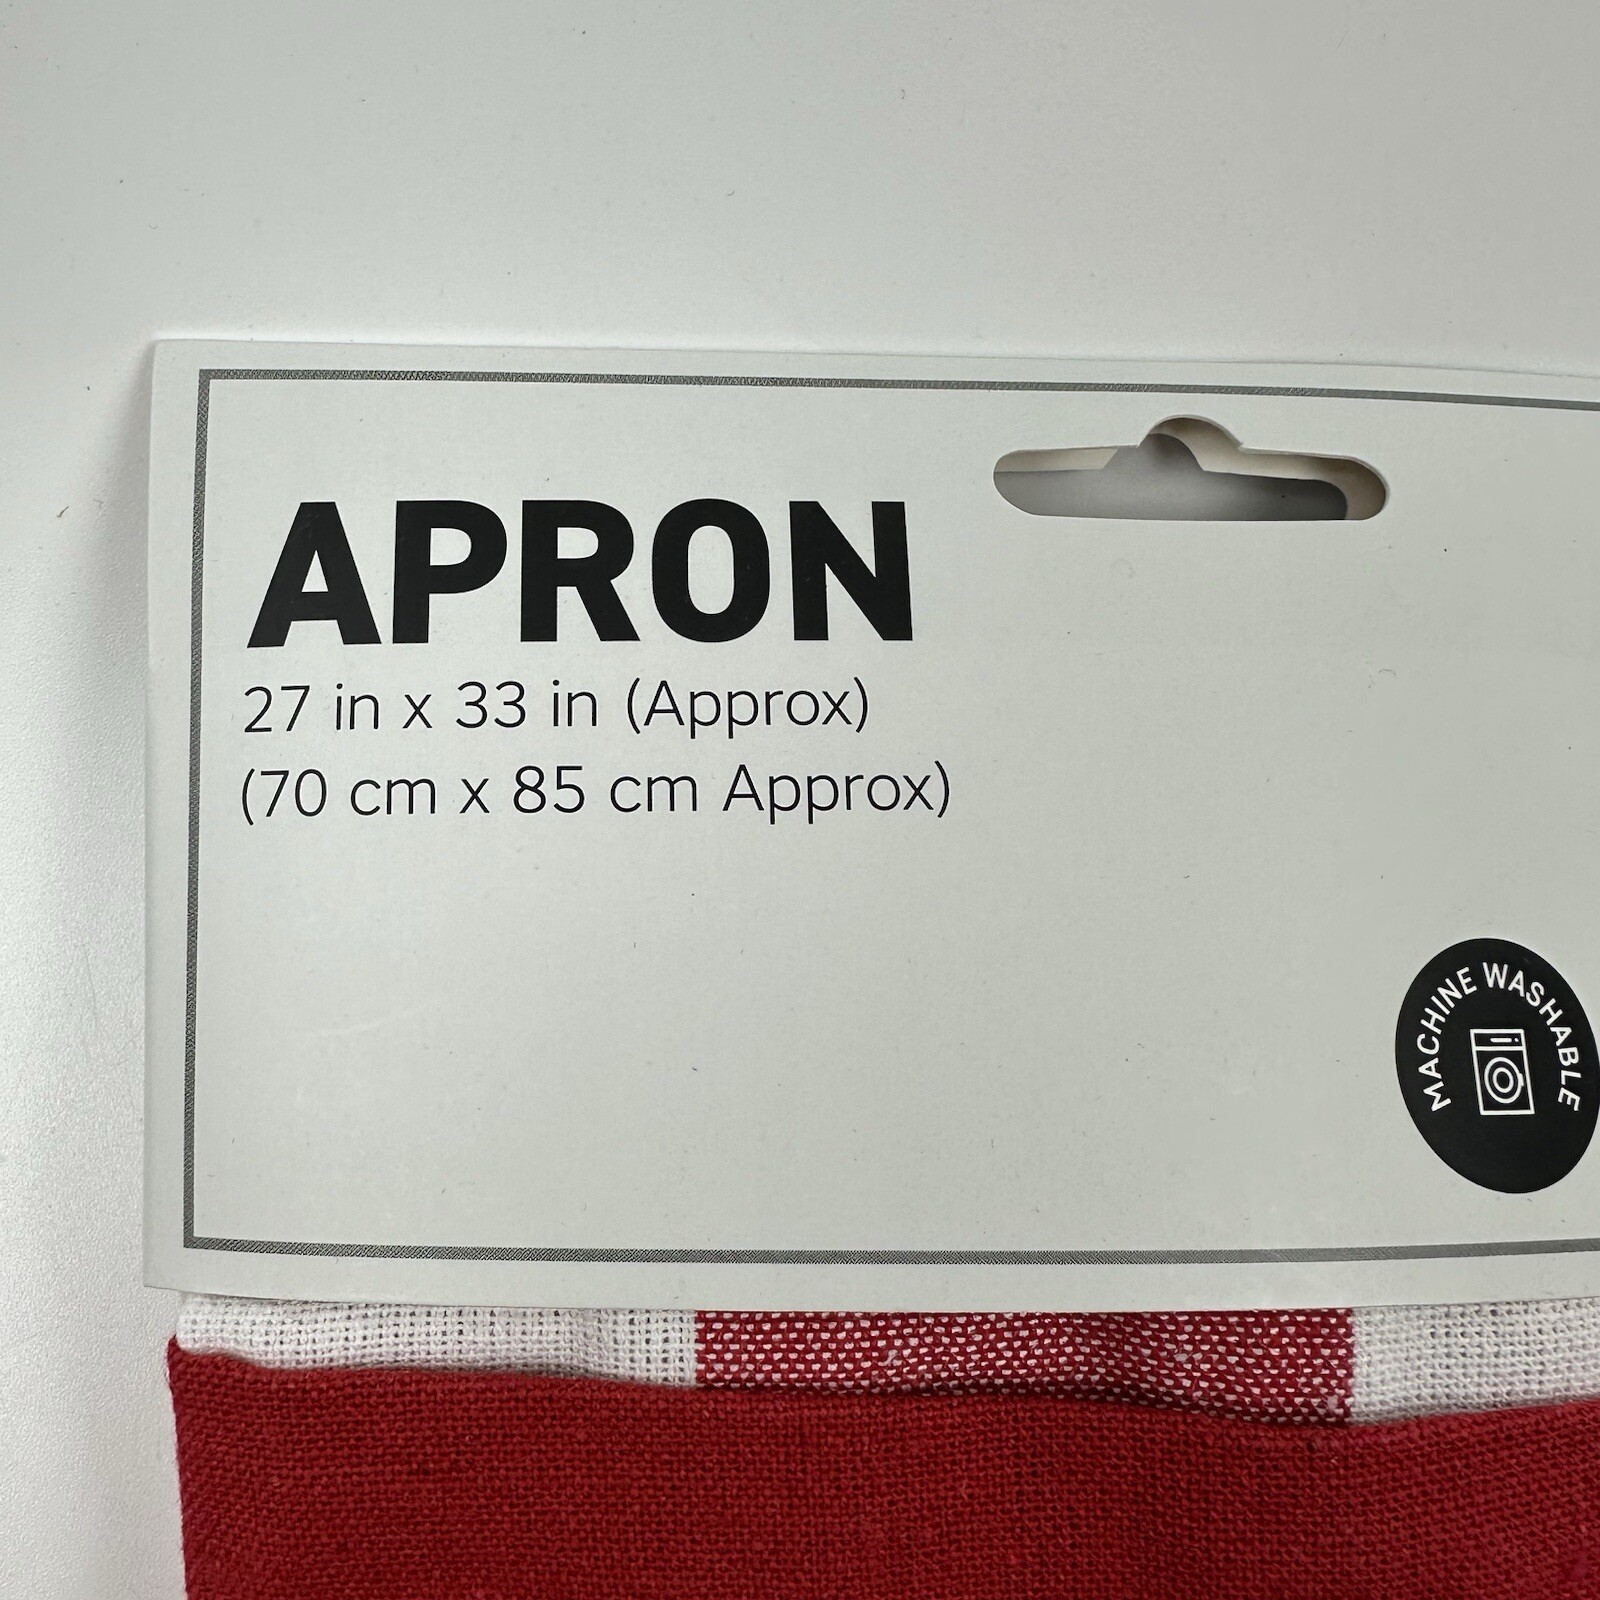 APRON
27 in x 33 in (Approx)
(70 cm x 85 cm Approx)
MACHINE WASHABLE